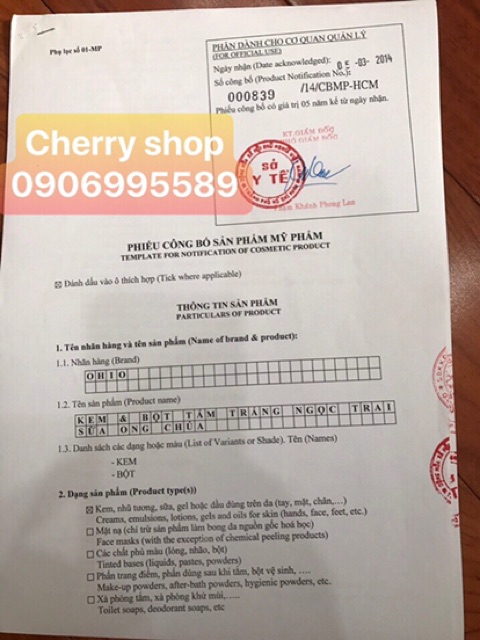 Phụ lục số 01-MP
PHẦN DÀNH CHO CƠ QUAN QUẢN LÝ
(FOR OFFICIAL USE)
Ngày nhận (Date acknowledged): 05 -03- 2014
Số công bố (Product Notification No.):
000839 /14/CBMP-HCM
Phiếu công bố có giá trị 05 năm kể từ ngày nhận.
KT.GIÁM ĐỐC
PHÓ GIÁM ĐỐC
SỞ
Y TẾ
Phạm Khánh Phong Lan
Cherry shop
0906995589
PHIẾU CÔNG BỐ SẢN PHẨM MỸ PHẨM
TEMPLATE FOR NOTIFICATION OF COSMETIC PRODUCT
☒ Đánh dấu vào ô thích hợp (Tick where applicable)
THÔNG TIN SẢN PHẨM
PARTICULARS OF PRODUCT
1. Tên nhãn hàng và tên sản phẩm (Name of brand & product):
1.1. Nhãn hàng (Brand)
OHIO
1.2. Tên sản phẩm (Product name)
KEM & BỘT TẮM TRẮNG NGỌC TRAI
SỮA ONG CHÚA
1.3. Danh sách các dạng hoặc màu (List of Variants or Shade). Tên (Names)
- KEM
- BỘT
2. Dạng sản phẩm (Product type(s))
☒ Kem, nhũ tương, sữa, gel hoặc dầu dùng trên da (tay, mặt, chân,…)
Creams, emulsions, lotions, gels and oils for skin (hands, face, feet, etc.)
☐ Mặt nạ (chỉ trừ sản phẩm làm bong da nguồn gốc hoá học)
Face masks (with the exception of chemical peeling products)
☐ Các chất phủ màu (lỏng, nhão, bột)
Tinted bases (liquids, pastes, powders)
☐ Phấn trang điểm, phấn dùng sau khi tắm, bột vệ sinh, ….
Make-up powders, after-bath powders, hygienic powders, etc.
☐ Xà phòng tắm, xà phòng khử mùi,…..
Toilet soaps, deodorant soaps, etc